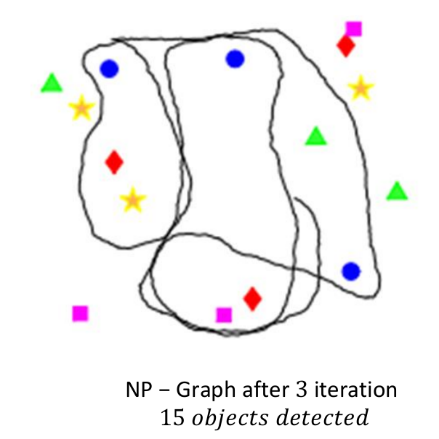 NP – Graph after 3 iteration
15 objects detected